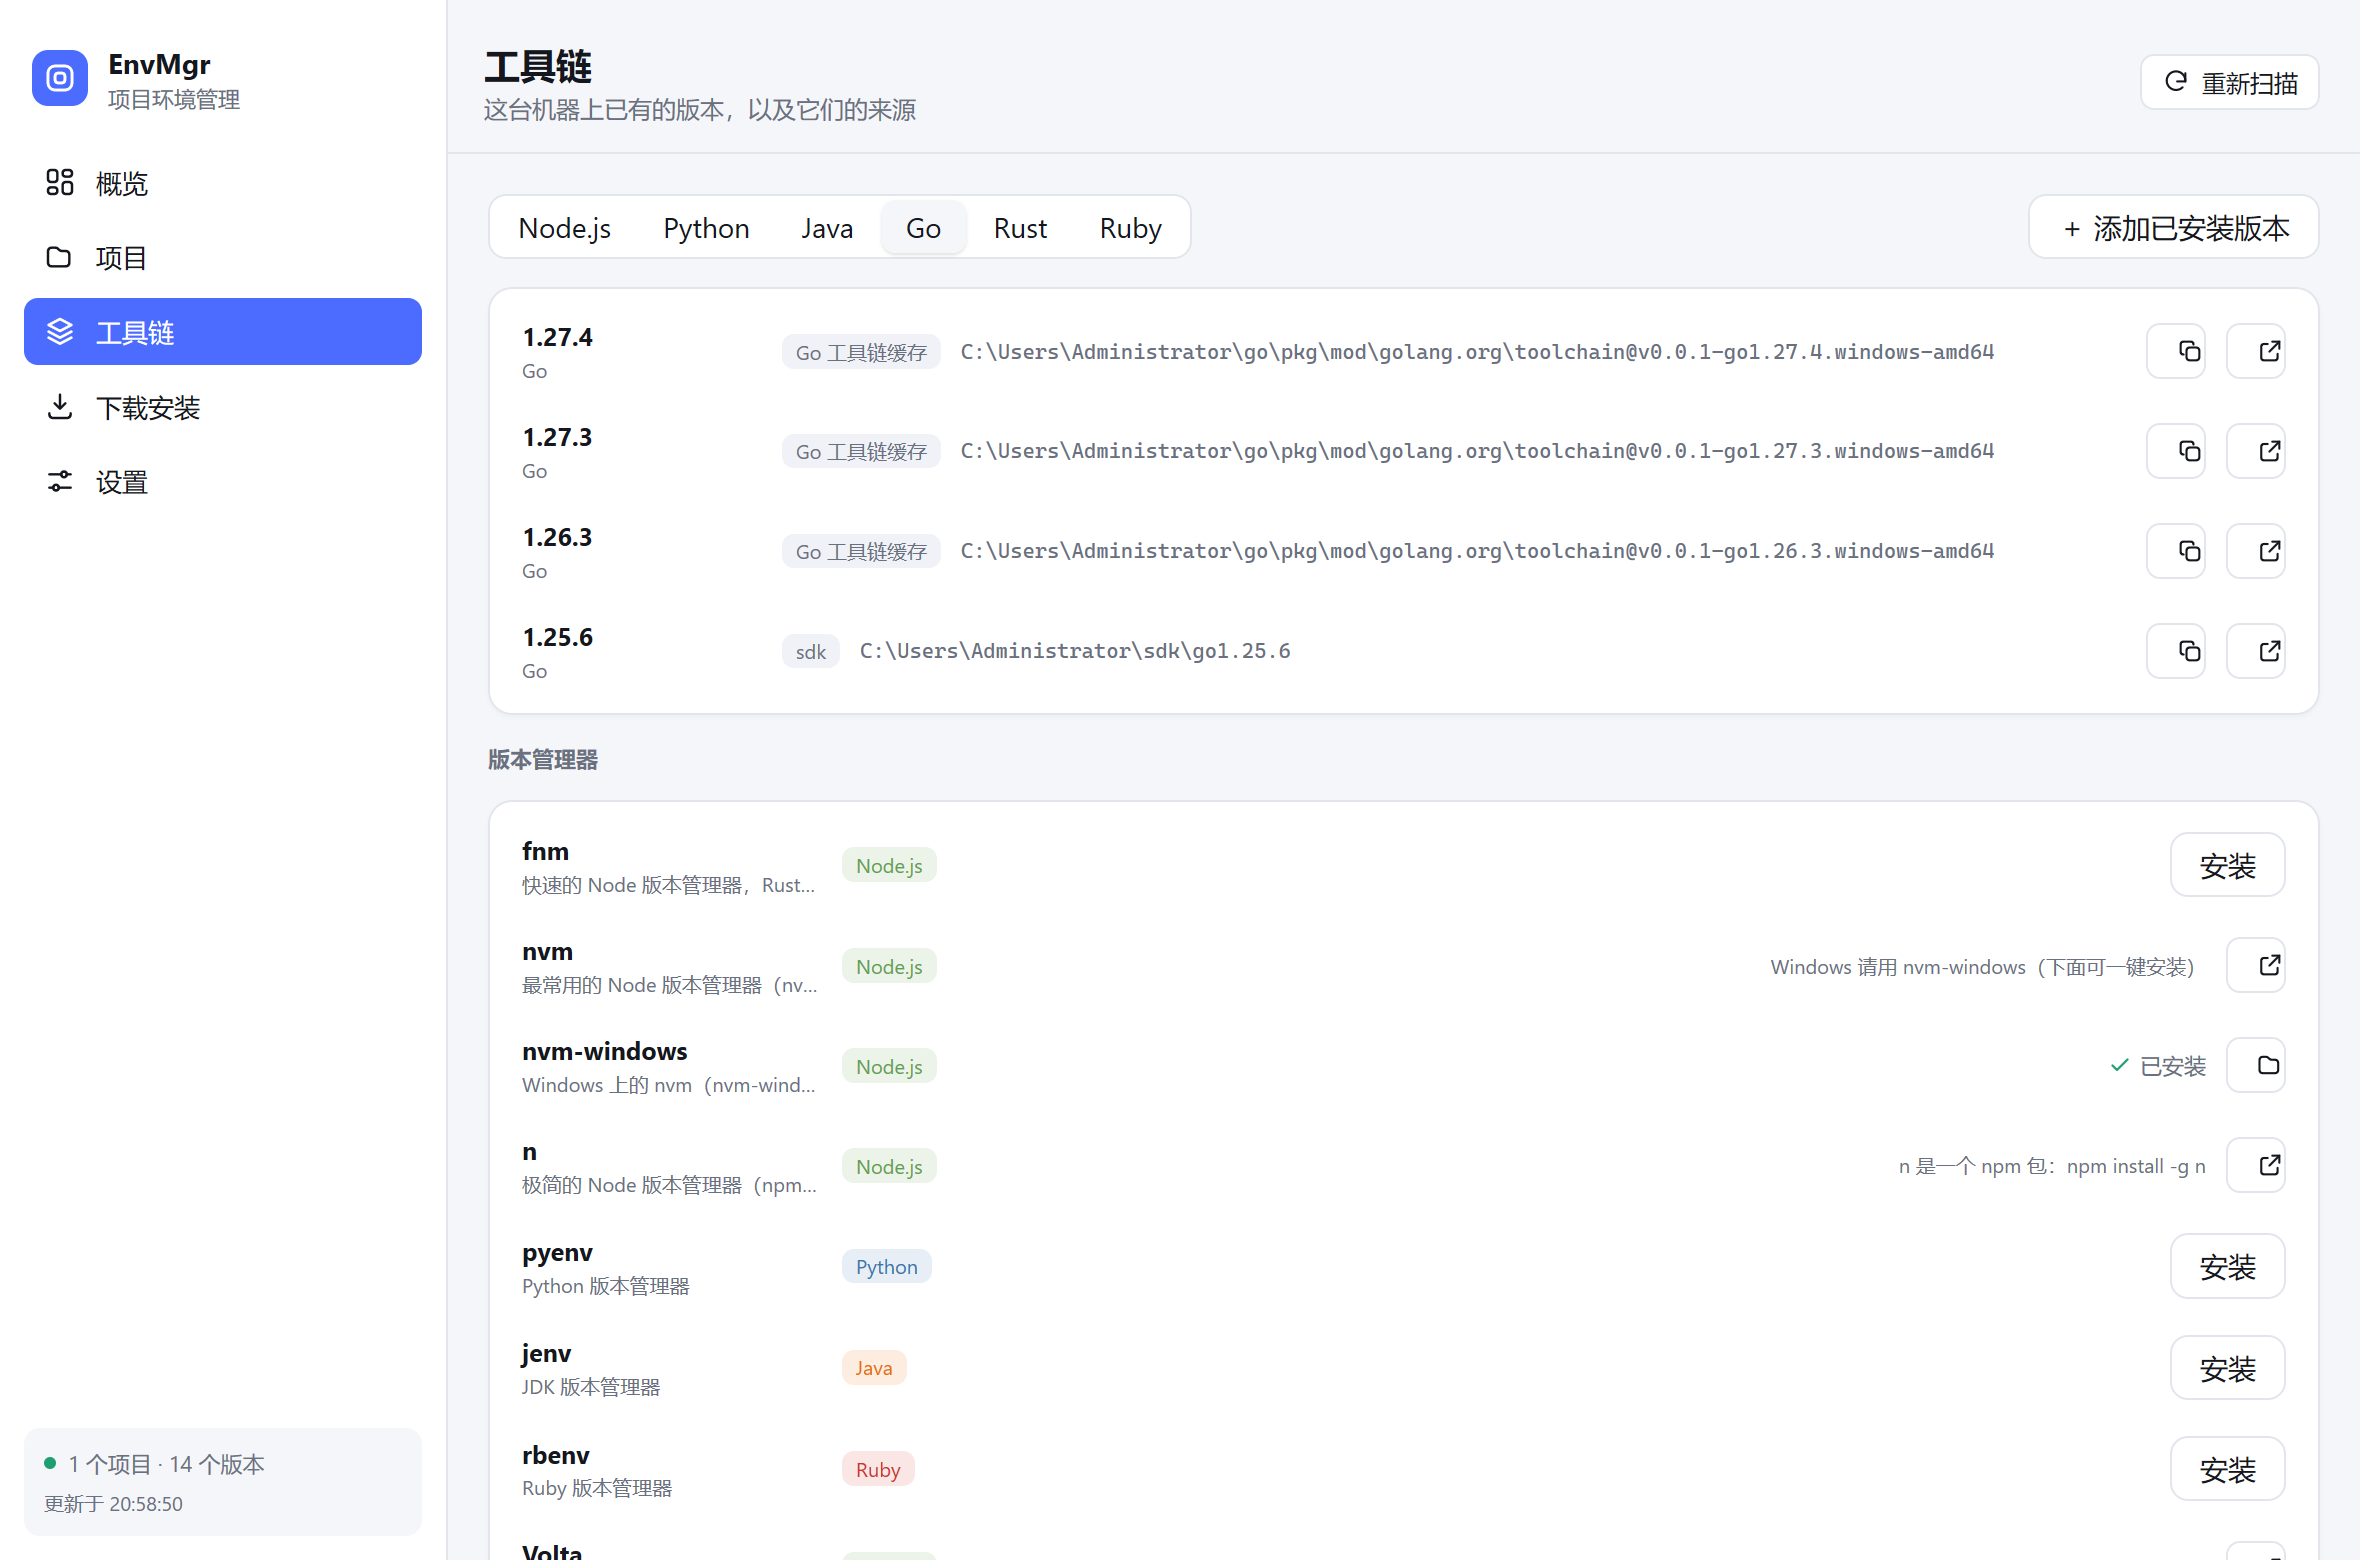 EnvMgr
项目环境管理
概览
项目
工具链
下载安装
设置
1 个项目 · 14 个版本
更新于 20:58:50
工具链
这台机器上已有的版本，以及它们的来源
重新扫描
Node.js Python Java Go Rust Ruby
+ 添加已安装版本
1.27.4
Go
Go 工具链缓存 C:\Users\Administrator\go\pkg\mod\golang.org\toolchain@v0.0.1-go1.27.4.windows-amd64
1.27.3
Go
Go 工具链缓存 C:\Users\Administrator\go\pkg\mod\golang.org\toolchain@v0.0.1-go1.27.3.windows-amd64
1.26.3
Go
Go 工具链缓存 C:\Users\Administrator\go\pkg\mod\golang.org\toolchain@v0.0.1-go1.26.3.windows-amd64
1.25.6
Go
sdk C:\Users\Administrator\sdk\go1.25.6
版本管理器
fnm
快速的 Node 版本管理器，Rust...
Node.js
安装
nvm
最常用的 Node 版本管理器（nv...
Node.js
Windows 请用 nvm-windows（下面可一键安装）
nvm-windows
Windows 上的 nvm（nvm-wind...
Node.js
已安装
n
极简的 Node 版本管理器（npm...
Node.js
n 是一个 npm 包：npm install -g n
pyenv
Python 版本管理器
Python
安装
jenv
JDK 版本管理器
Java
安装
rbenv
Ruby 版本管理器
Ruby
安装
Volta